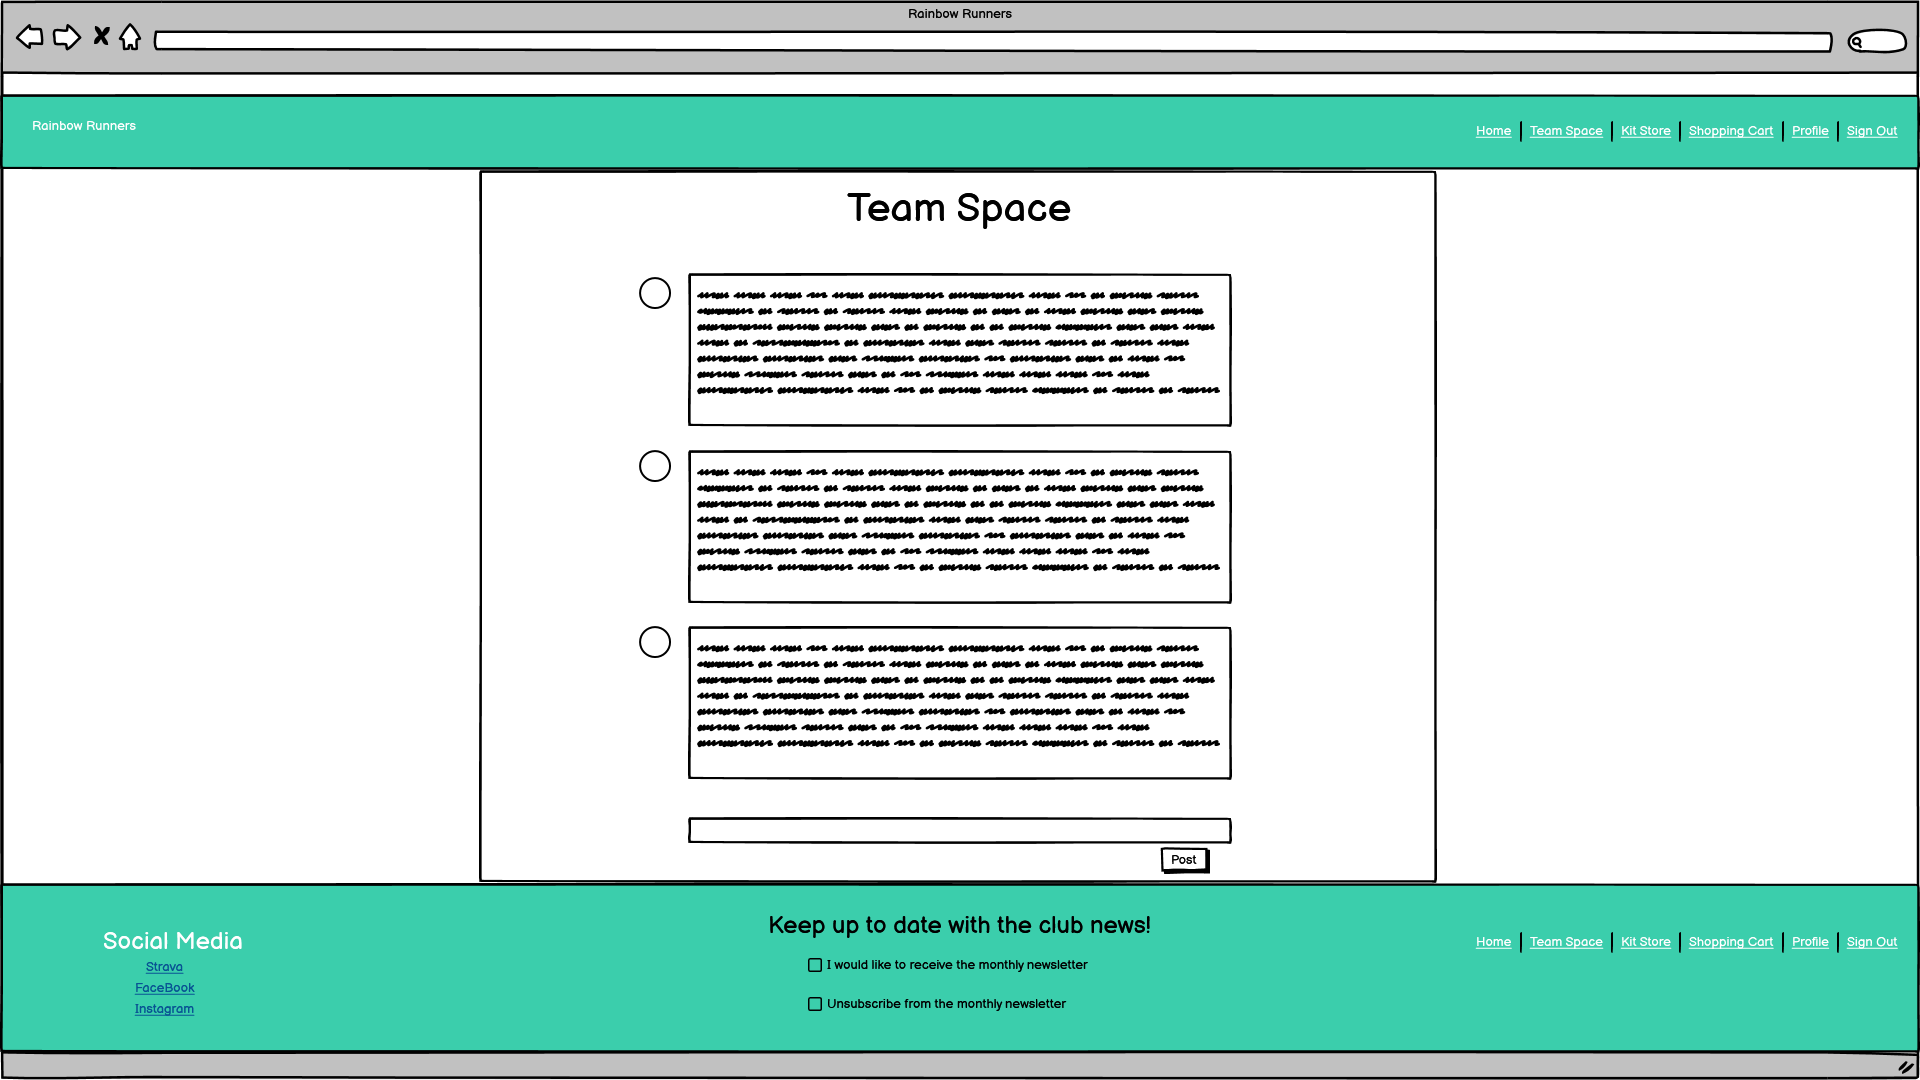 Rainbow Runners
Rainbow Runners
Home Team Space Kit Store Shopping Cart Profile Sign Out
Team Space
Post
Social Media
Strava
FaceBook
Instagram
Keep up to date with the club news!
I would like to receive the monthly newsletter
Unsubscribe from the monthly newsletter
Home Team Space Kit Store Shopping Cart Profile Sign Out